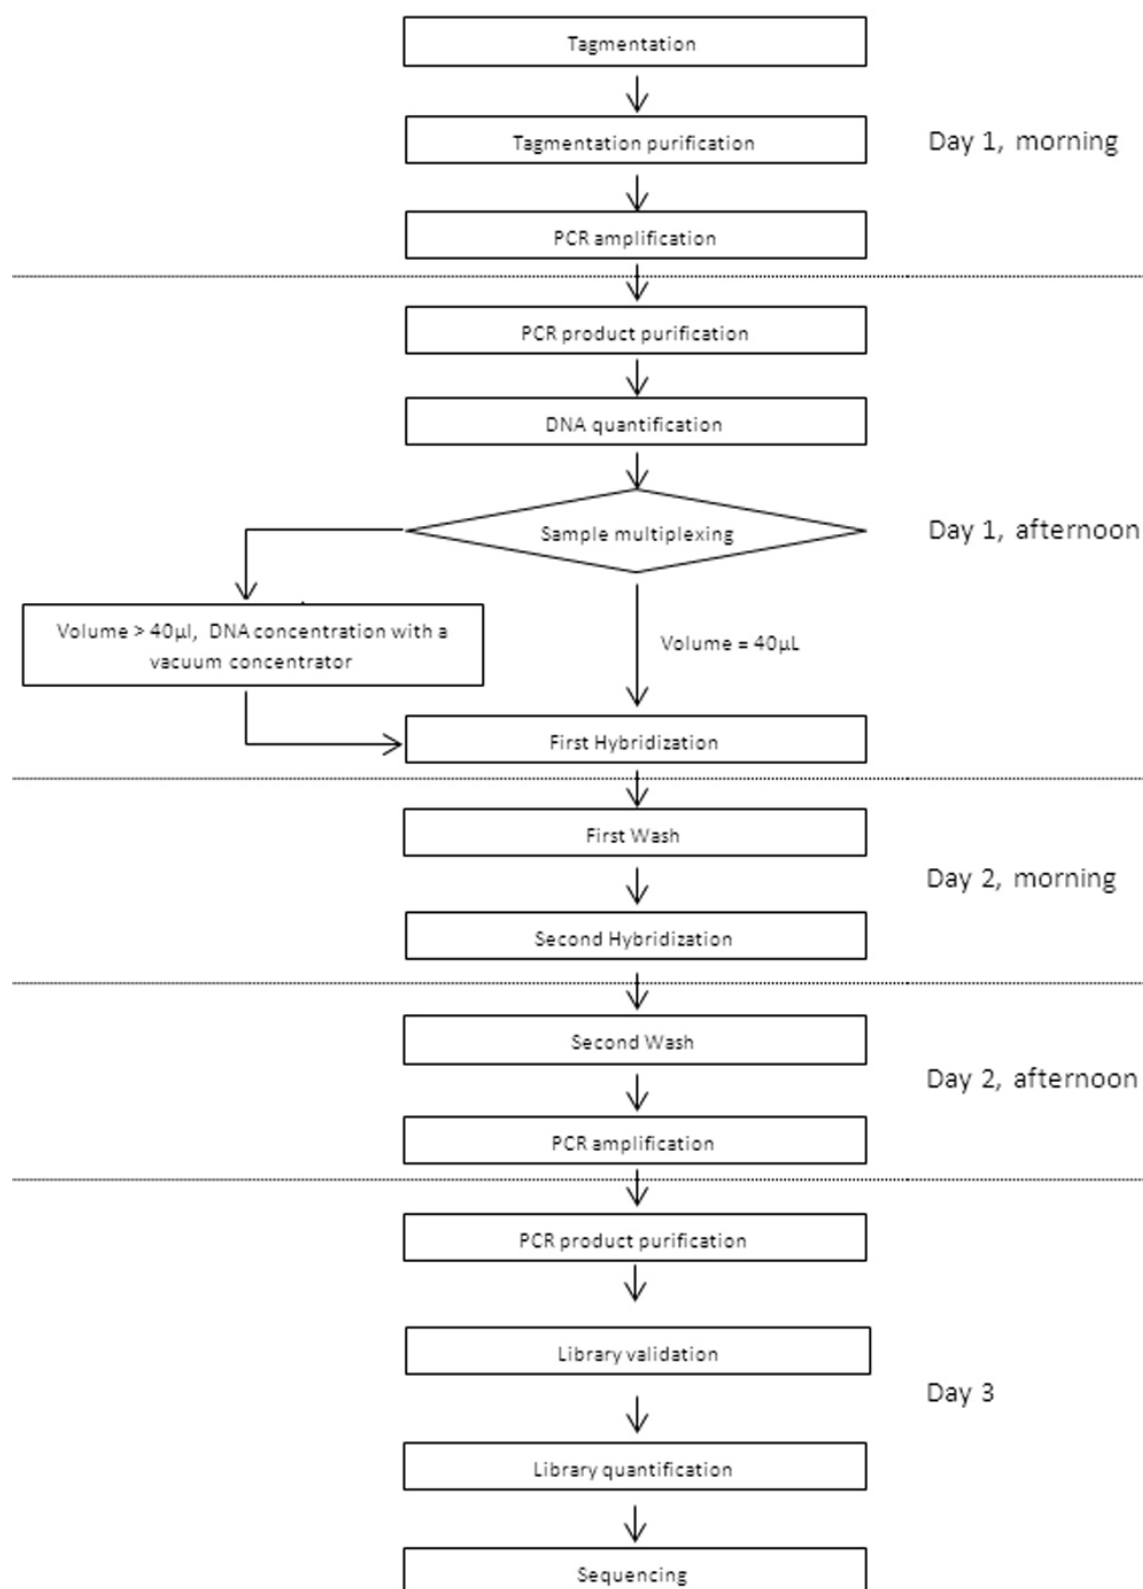 Tagmentation
Tagmentation purification
Day 1, morning
PCR amplification
PCR product purification
DNA quantification
Sample multiplexing
Day 1, afternoon
Volume > 40µl, DNA concentration with a
vacuum concentrator
Volume = 40µL
First Hybridization
First Wash
Day 2, morning
Second Hybridization
Second Wash
Day 2, afternoon
PCR amplification
PCR product purification
Library validation
Day 3
Library quantification
Sequencing